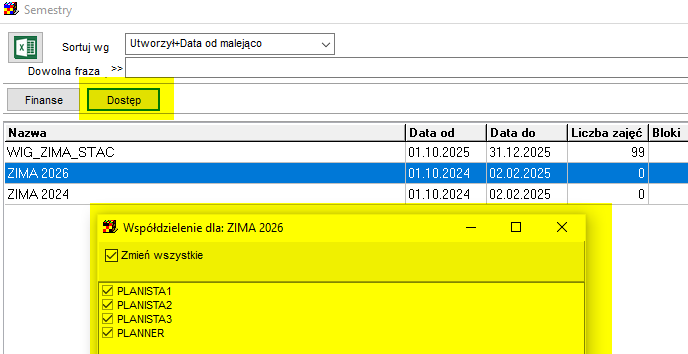 Semestry
Sortuj wg Utworzył+Data od malejąco
Dowolna fraza >>
Finanse Dostęp
Nazwa Data od Data do Liczba zajęć Bloki
WIG_ZIMA_STAC 01.10.2025 31.12.2025 99
ZIMA 2026 01.10.2024 02.02.2025 0
ZIMA 2024 01.10.2024 02.02.2025 0
Współdzielenie dla: ZIMA 2026
Zmień wszystkie
PLANISTA1
PLANISTA2
PLANISTA3
PLANNER